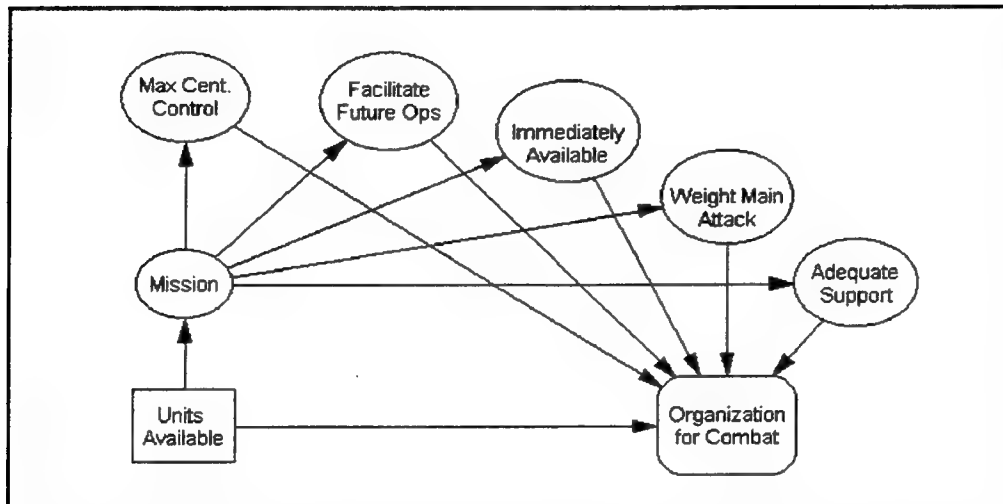 Max Cent.
Control
Facilitate
Future Ops
Immediately
Available
Weight Main
Attack
Adequate
Support
Mission
Units
Available
Organization
for Combat